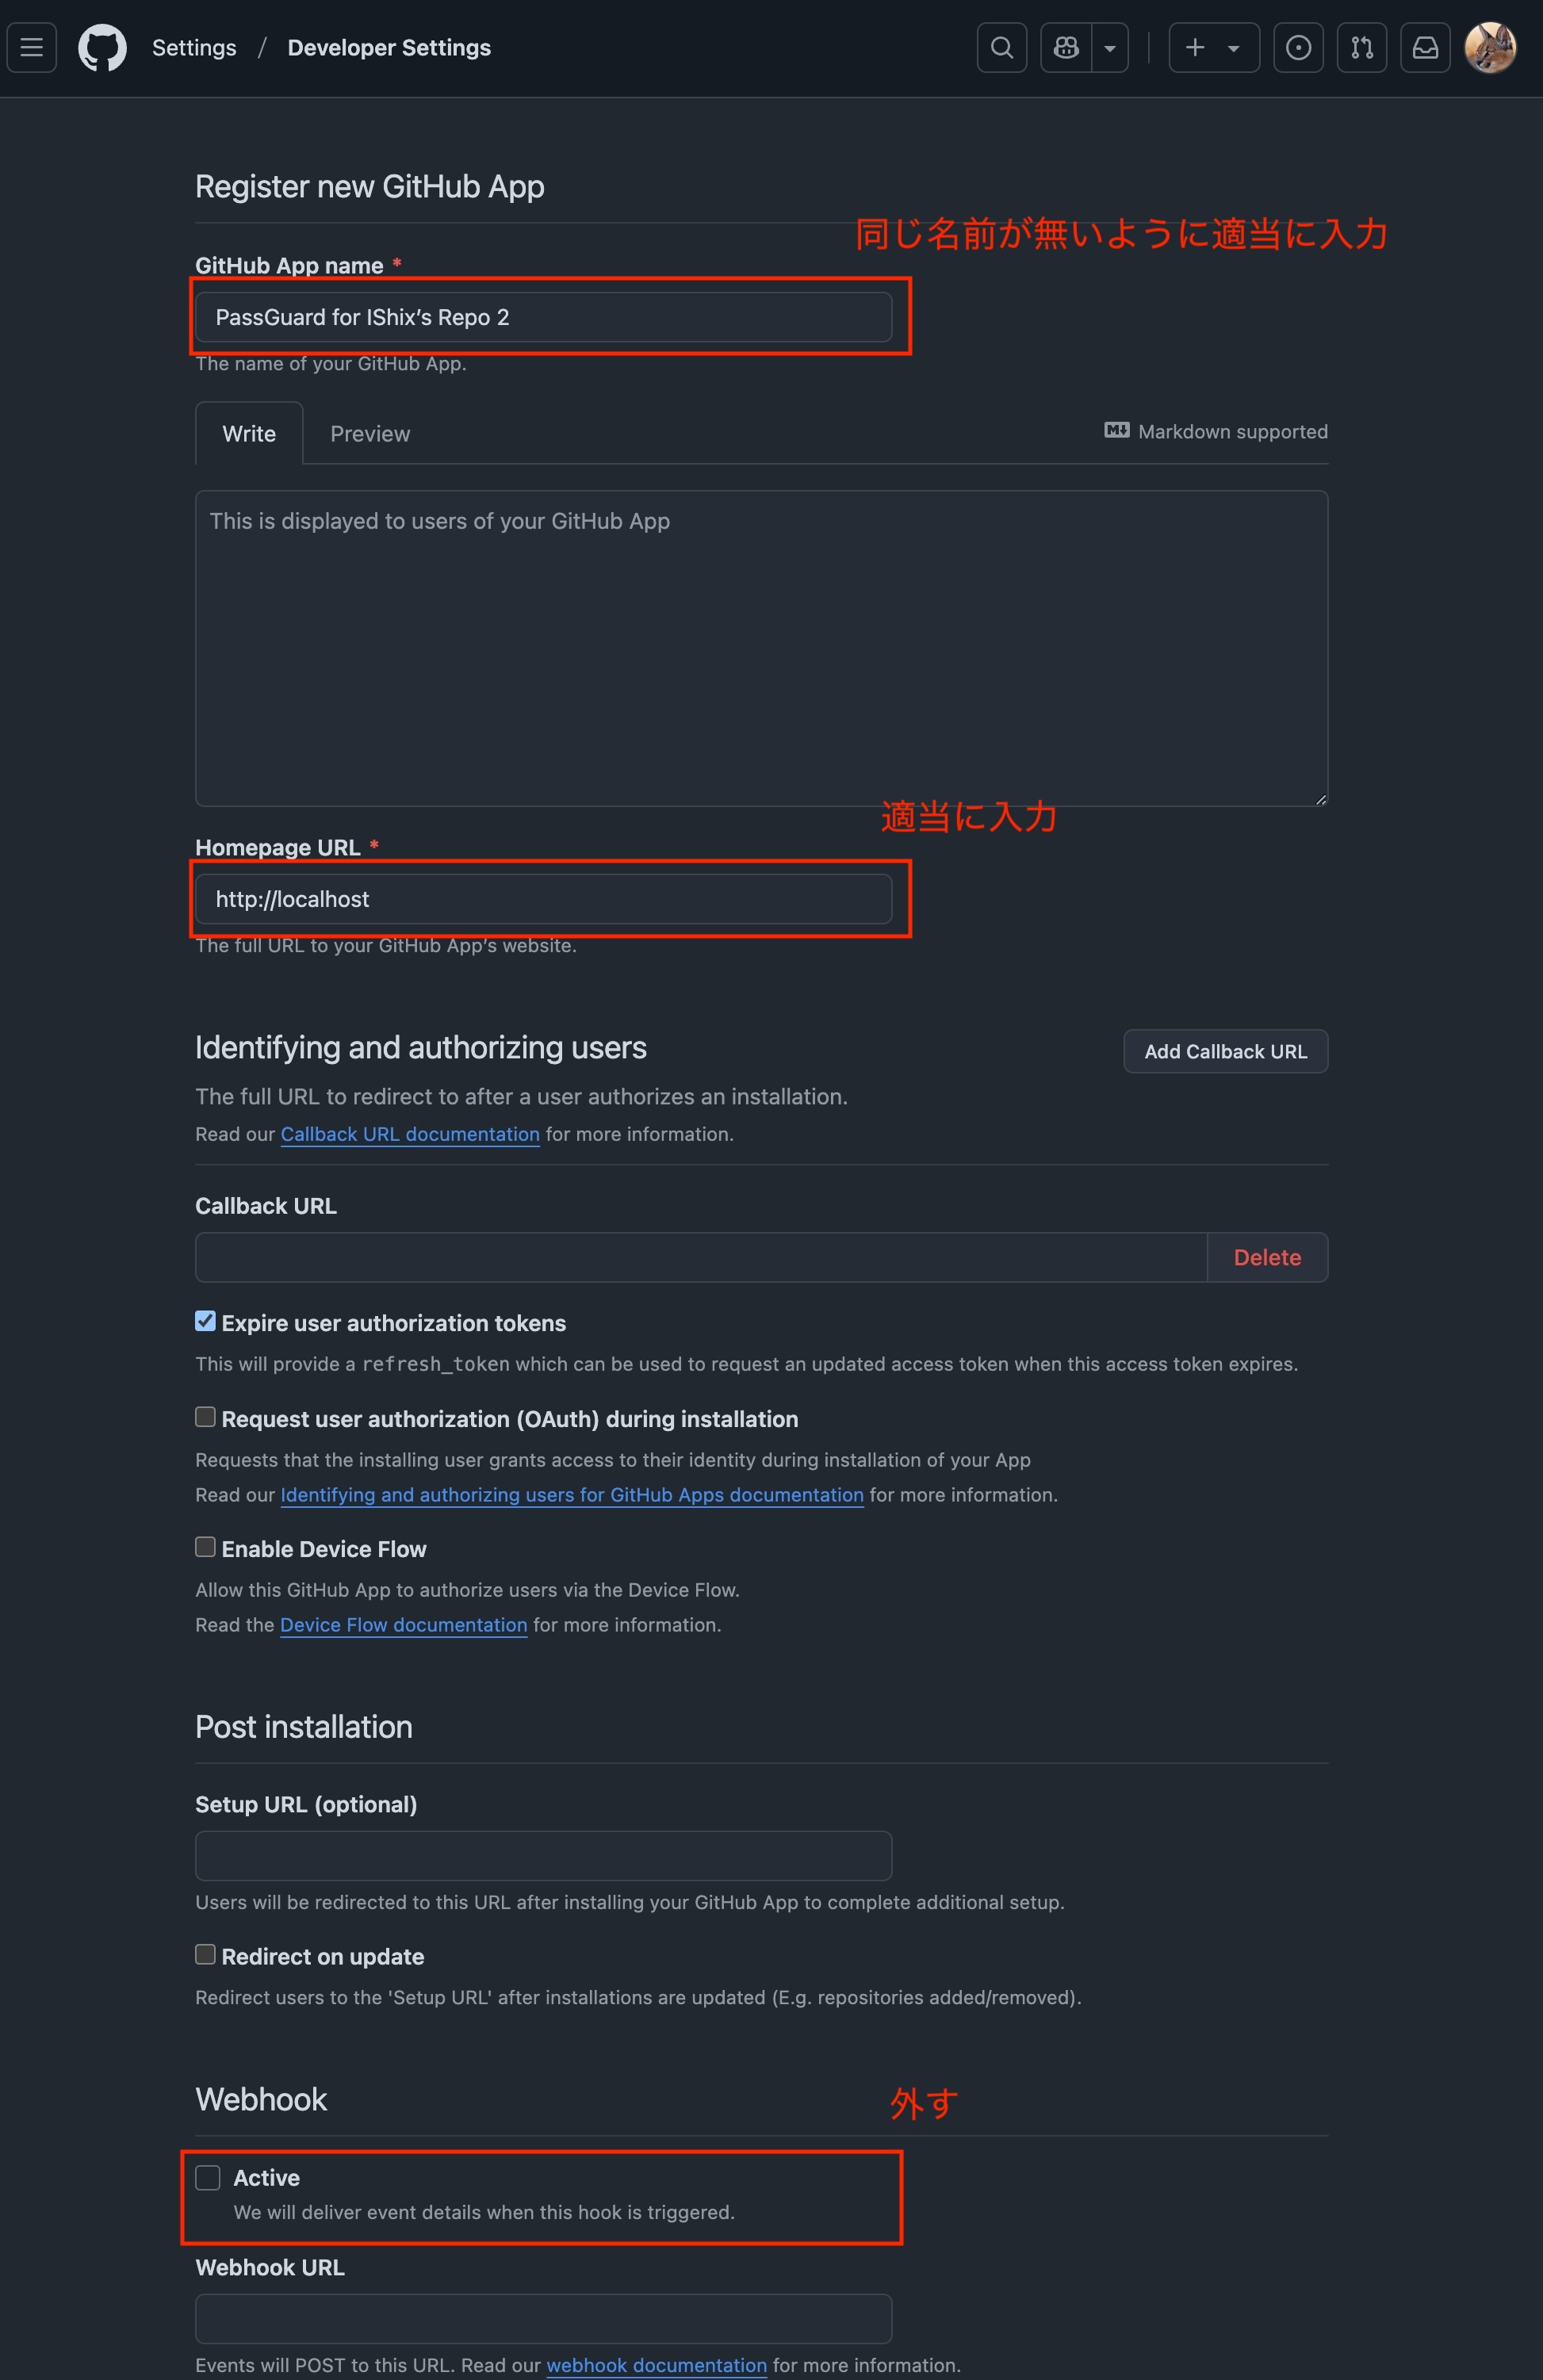 Settings / Developer Settings
Register new GitHub App
同じ名前が無いように適当に入力
GitHub App name *
PassGuard for IShix's Repo 2
The name of your GitHub App.
Write Preview Markdown supported
This is displayed to users of your GitHub App
適当に入力
Homepage URL *
http://localhost
The full URL to your GitHub App's website.
Identifying and authorizing users
Add Callback URL
The full URL to redirect to after a user authorizes an installation.
Read our Callback URL documentation for more information.
Callback URL
Delete
Expire user authorization tokens
This will provide a refresh_token which can be used to request an updated access token when this access token expires.
Request user authorization (OAuth) during installation
Requests that the installing user grants access to their identity during installation of your App
Read our Identifying and authorizing users for GitHub Apps documentation for more information.
Enable Device Flow
Allow this GitHub App to authorize users via the Device Flow.
Read the Device Flow documentation for more information.
Post installation
Setup URL (optional)
Users will be redirected to this URL after installing your GitHub App to complete additional setup.
Redirect on update
Redirect users to the 'Setup URL' after installations are updated (E.g. repositories added/removed).
Webhook
外す
Active
We will deliver event details when this hook is triggered.
Webhook URL
Events will POST to this URL. Read our webhook documentation for more information.